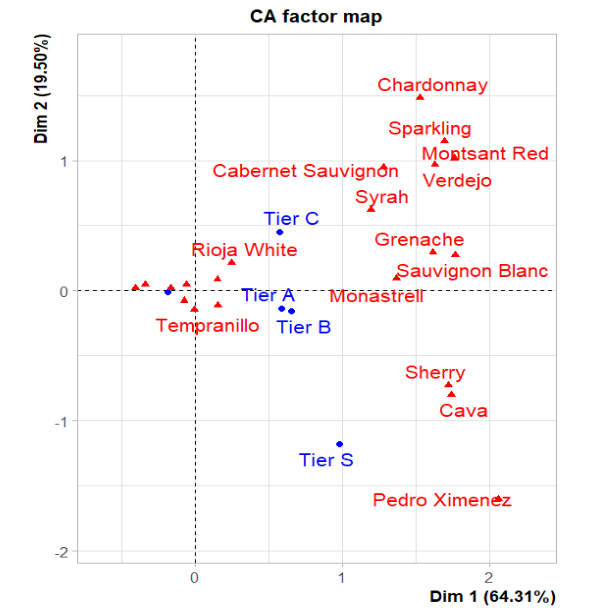 CA factor map
Dim 2 (19.50%)
Chardonnay
Sparkling
Montsant Red
1
Cabernet Sauvignon
Verdejo
Syrah
Tier C
Grenache
Rioja White
Sauvignon Blanc
0
Tier A
Monastrell
Tempranillo
Tier B
Sherry
Cava
-1
Tier S
Pedro Ximenez
-2
0
1
2
Dim 1 (64.31%)